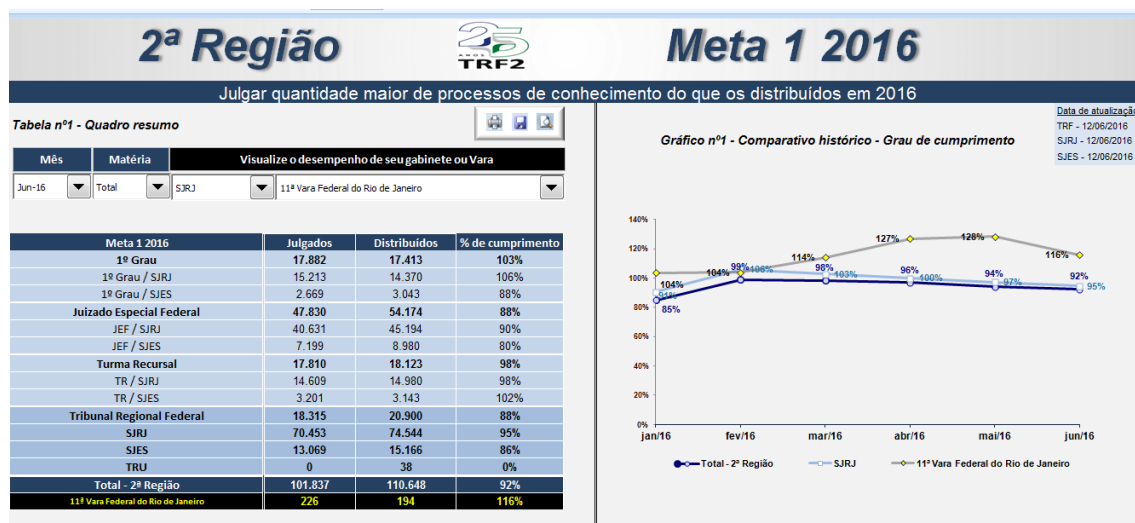 2ª Região
25
ANOS
TRF2
Meta 1 2016
Julgar quantidade maior de processos de conhecimento do que os distribuídos em 2016
Tabela nº1 - Quadro resumo
Mês Matéria Visualize o desempenho de seu gabinete ou Vara
Jun-16 Total SJRJ 11ª Vara Federal do Rio de Janeiro
Meta 1 2016 Julgados Distribuídos % de cumprimento
1º Grau 17.882 17.413 103%
1º Grau / SJRJ 15.213 14.370 106%
1º Grau / SJES 2.669 3.043 88%
Juizado Especial Federal 47.830 54.174 88%
JEF / SJRJ 40.631 45.194 90%
JEF / SJES 7.199 8.980 80%
Turma Recursal 17.810 18.123 98%
TR / SJRJ 14.609 14.980 98%
TR / SJES 3.201 3.143 102%
Tribunal Regional Federal 18.315 20.900 88%
SJRJ 70.453 74.544 95%
SJES 13.069 15.166 86%
TRU 0 38 0%
Total - 2ª Região 101.837 110.648 92%
11ª Vara Federal do Rio de Janeiro 226 194 116%
Data de atualização
TRF - 12/06/2016
SJRJ - 12/06/2016
SJES - 12/06/2016
Gráfico nº1 - Comparativo histórico - Grau de cumprimento
140%
120%
100%
80%
60%
40%
20%
0%
104% 104% 114% 127% 128% 116%
91% 106% 103% 100% 97% 95%
85% 99% 98% 96% 94% 92%
jan/16 fev/16 mar/16 abr/16 mai/16 jun/16
Total - 2ª Região SJRJ 11ª Vara Federal do Rio de Janeiro